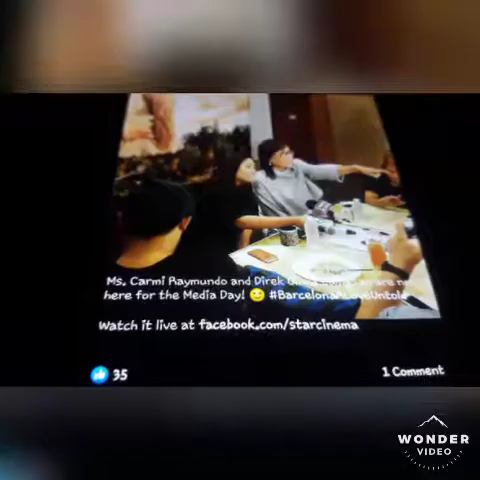 Ms. Carmi Raymundo and Direk
here for the Media Day! 😉 #Barcelona
Watch it live at facebook.com/starcinema
35
1 Comment
WONDER
VIDEO